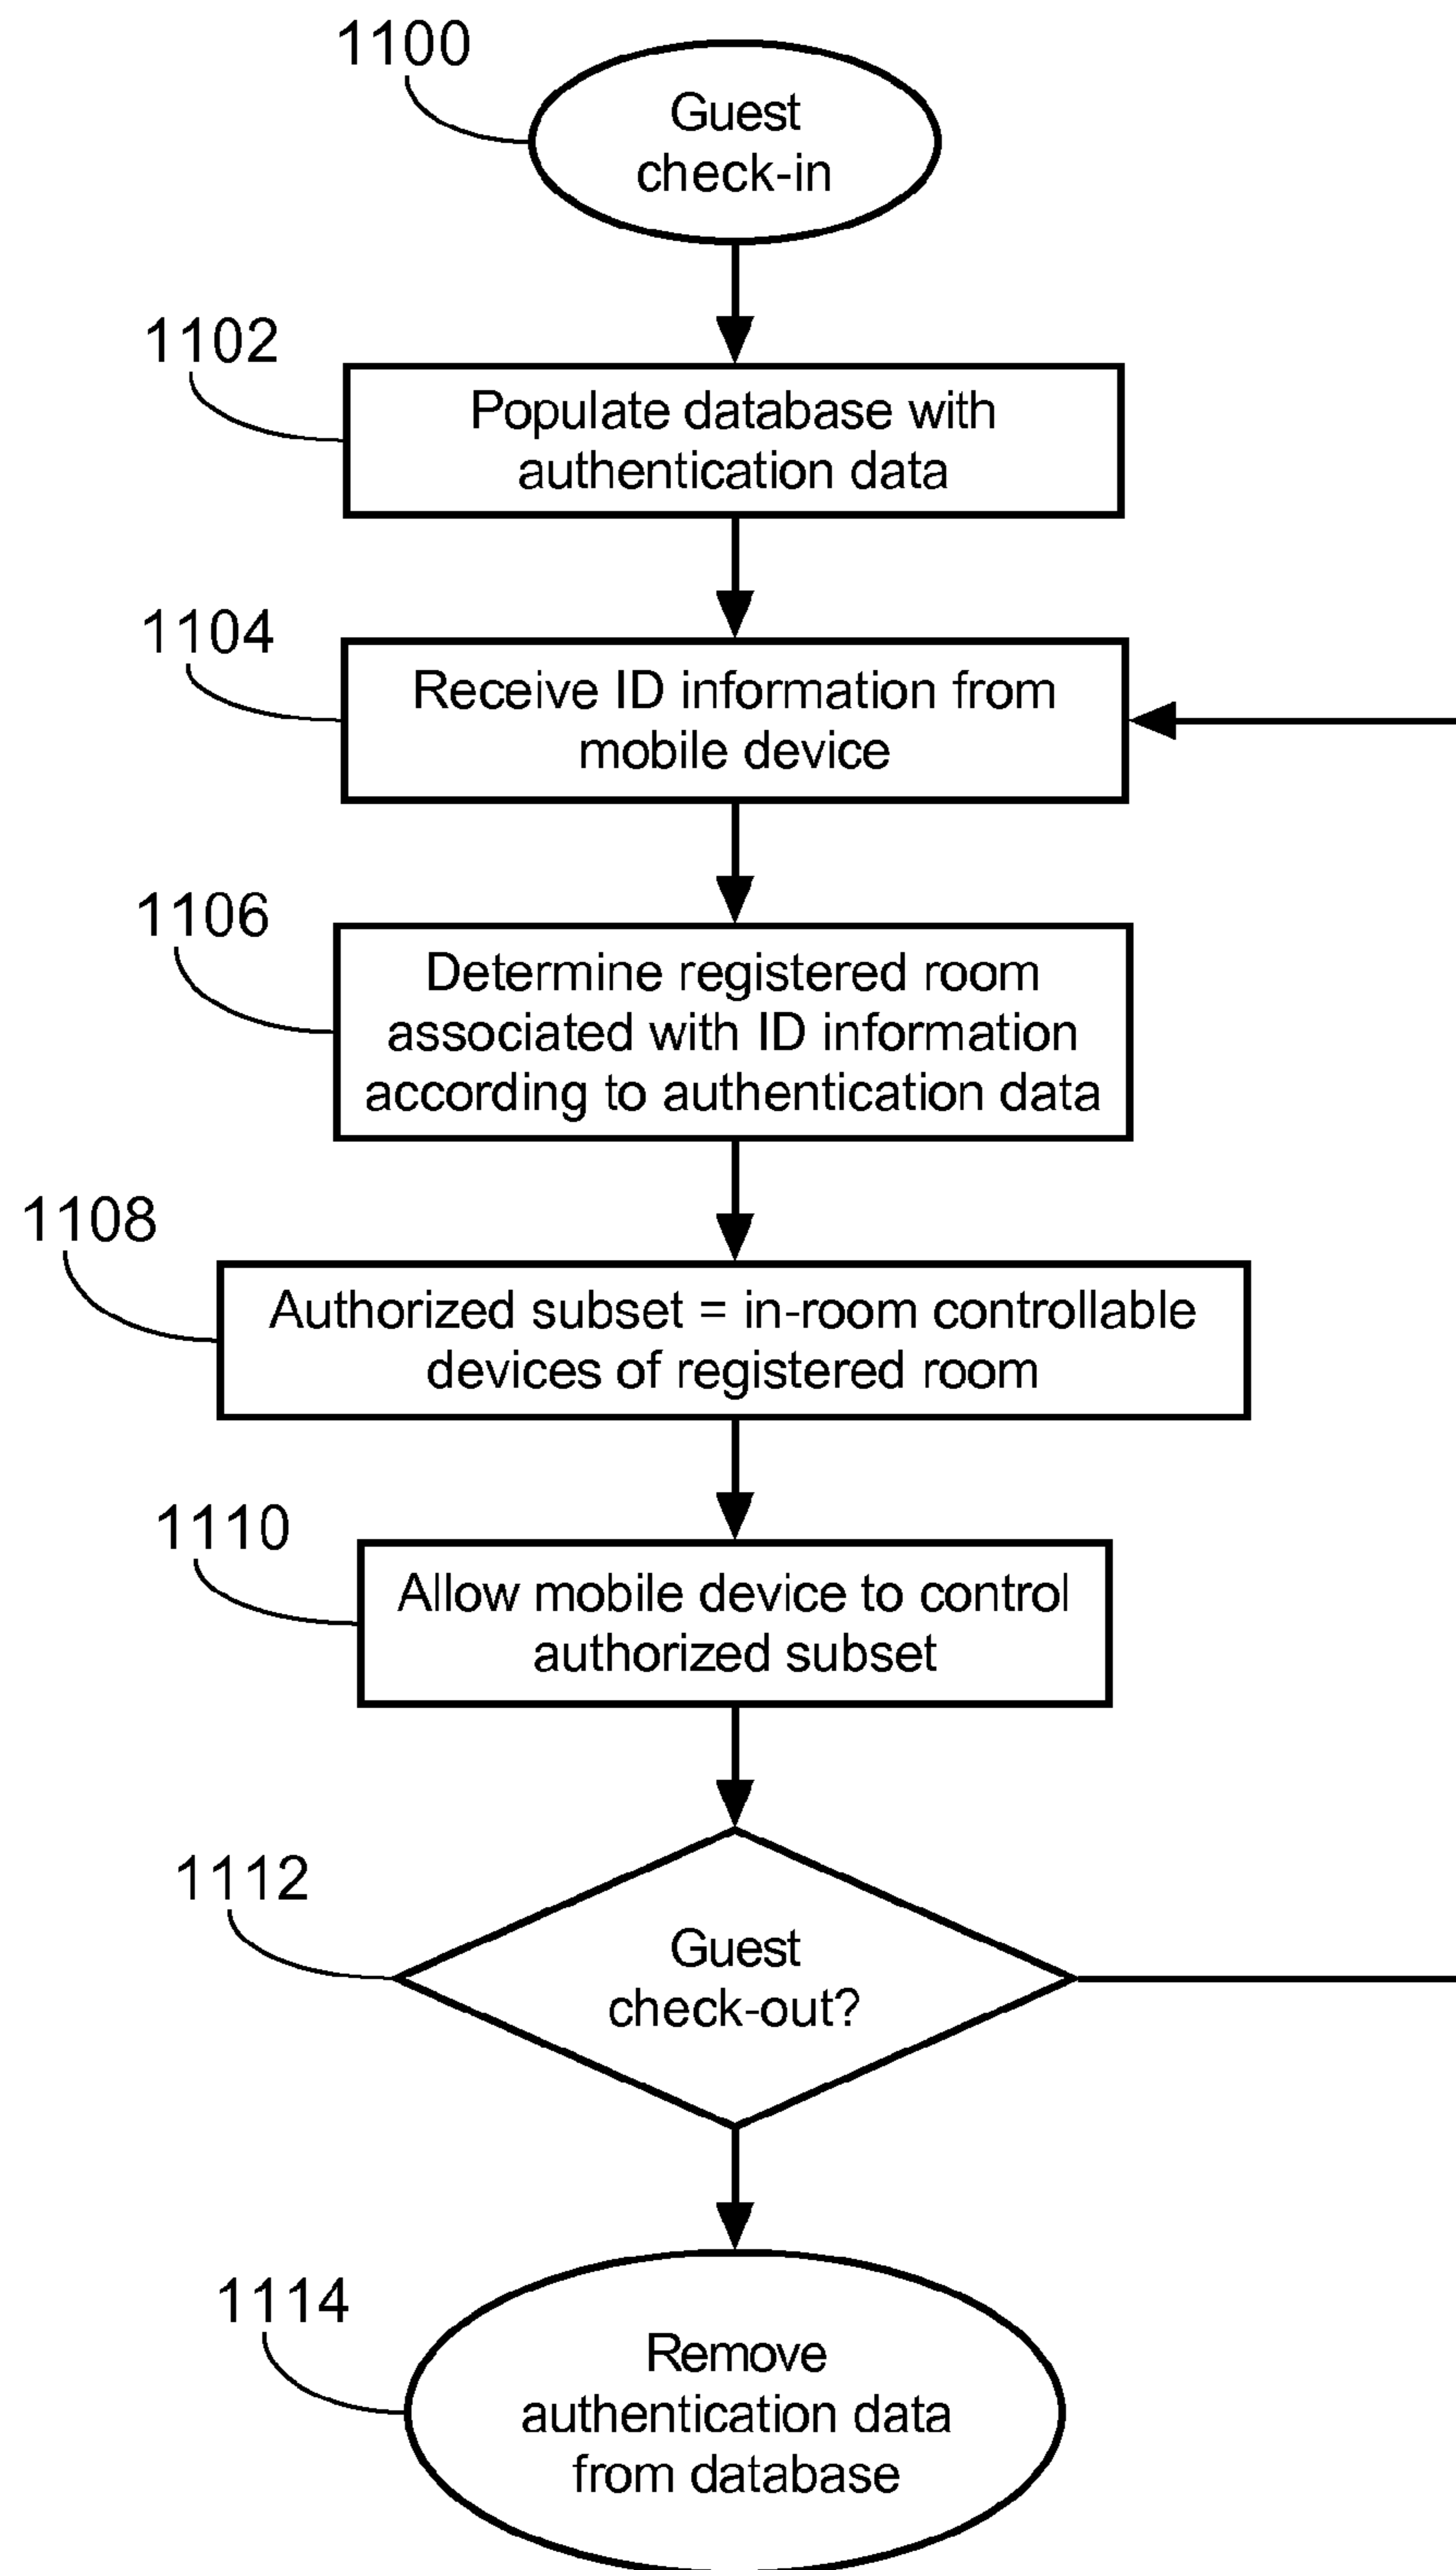 1100
Guest
check-in
1102
Populate database with
authentication data
1104
Receive ID information from
mobile device
1106
Determine registered room
associated with ID information
according to authentication data
1108
Authorized subset = in-room controllable
devices of registered room
1110
Allow mobile device to control
authorized subset
1112
Guest
check-out?
1114
Remove
authentication data
from database